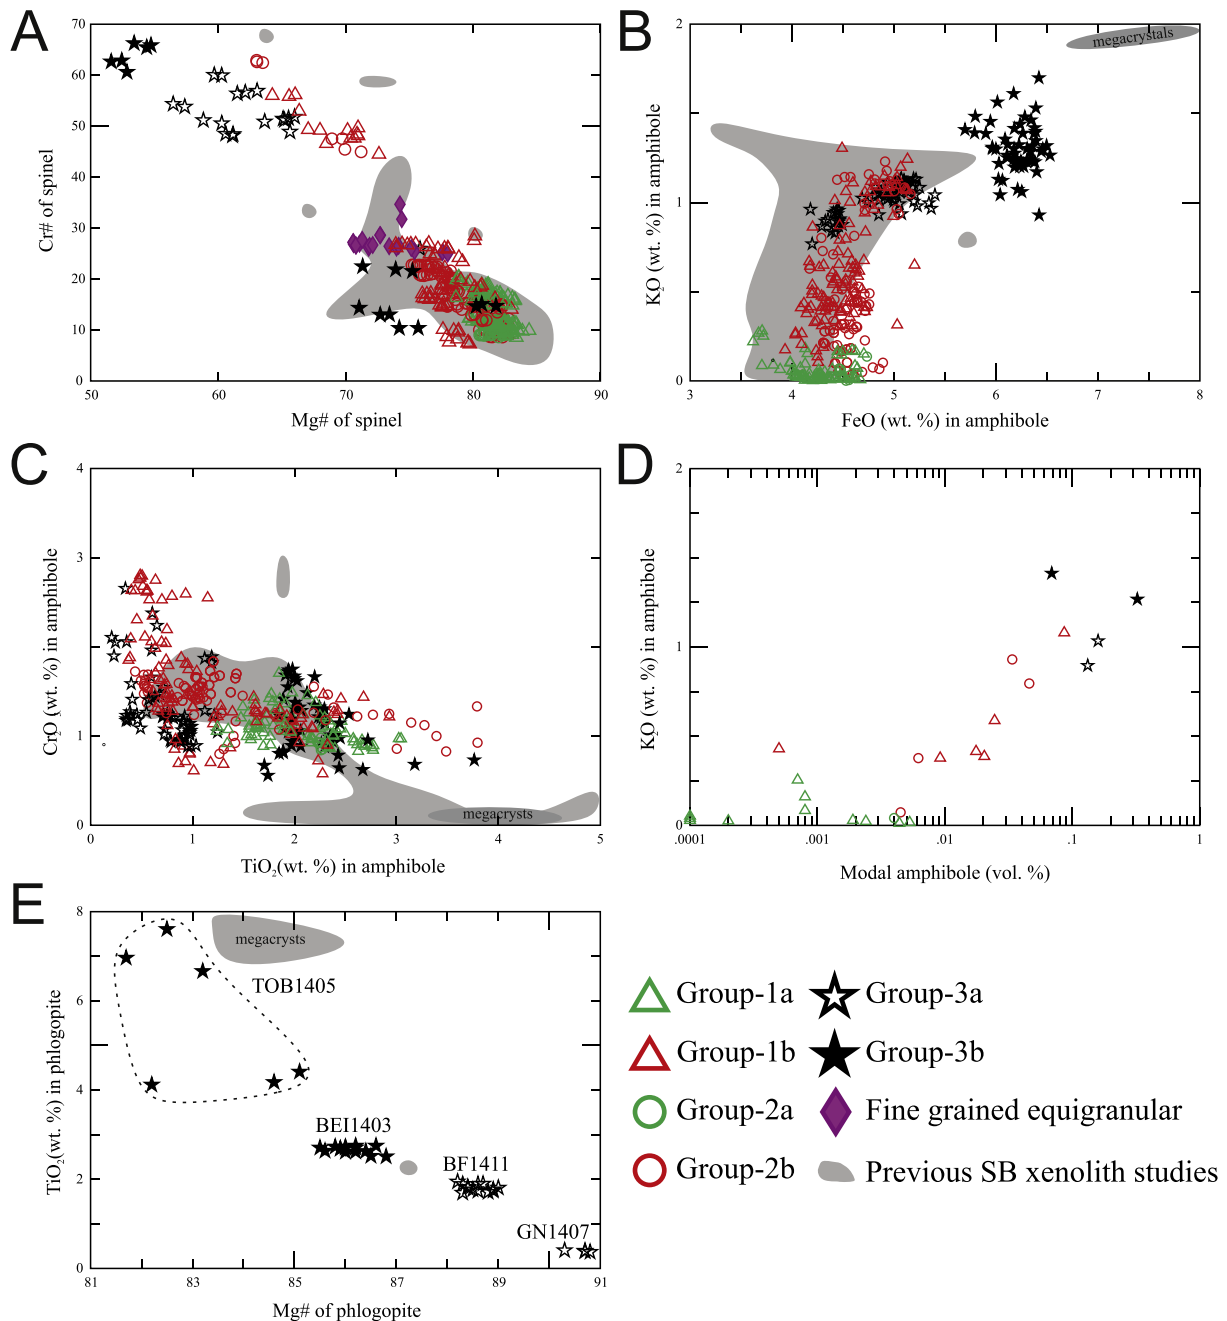 A
70
60
50
40
30
20
10
0
50
60
70
80
90
Cr# of spinel
Mg# of spinel
B
2
1
0
3
4
5
6
7
8
megacrystals
K₂O (wt. %) in amphibole
FeO (wt. %) in amphibole
C
4
3
2
1
0
0
1
2
3
4
5
megacrysts
Cr₂O (wt. %) in amphibole
TiO₂(wt. %) in amphibole
D
2
1
0
.0001
.001
.01
.1
1
K₂O (wt. %) in amphibole
Modal amphibole (vol. %)
E
8
6
4
2
0
81
83
85
87
89
91
megacrysts
TOB1405
BEI1403
BF1411
GN1407
TiO₂(wt. %) in phlogopite
Mg# of phlogopite
Group-1a
Group-3a
Group-1b
Group-3b
Group-2a
Fine grained equigranular
Group-2b
Previous SB xenolith studies